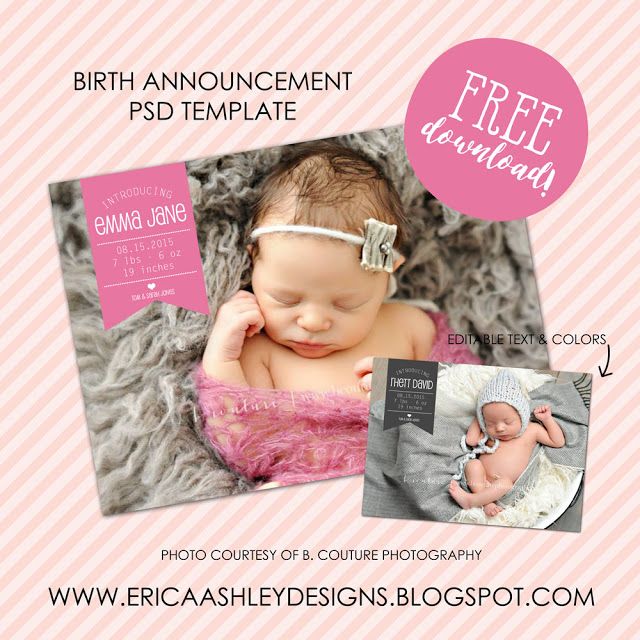 BIRTH ANNOUNCEMENT
PSD TEMPLATE
FREE
download!
INTRODUCING
EMMA JANE
08.15.2015
7 lbs - 6 oz
19 inches
TOM & SARAH JONES
EDITABLE TEXT & COLORS
INTRODUCING
RHETT DAVID
08.15.2015
7 lbs - 6 oz
19 inches
PHOTO COURTESY OF B. COUTURE PHOTOGRAPHY
WWW.ERICAASHLEYDESIGNS.BLOGSPOT.COM